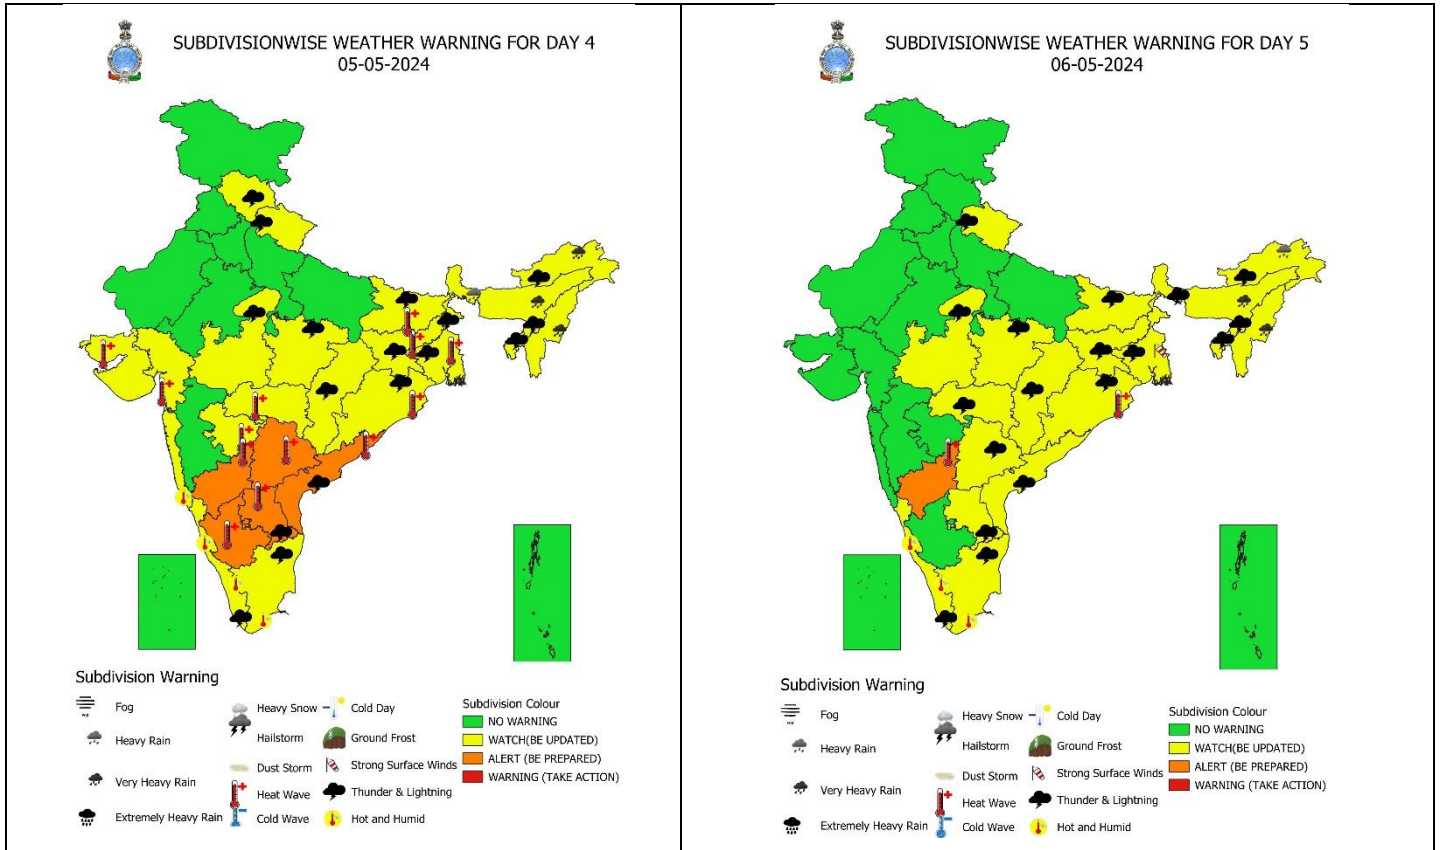 SUBDIVISIONWISE WEATHER WARNING FOR DAY 4
05-05-2024
Subdivision Warning
Fog
Heavy Rain
Very Heavy Rain
Extremely Heavy Rain
Heavy Snow
Hailstorm
Dust Storm
Heat Wave
Cold Wave
Cold Day
Ground Frost
Strong Surface Winds
Thunder & Lightning
Hot and Humid
Subdivision Colour
NO WARNING
WATCH(BE UPDATED)
ALERT (BE PREPARED)
WARNING (TAKE ACTION)
SUBDIVISIONWISE WEATHER WARNING FOR DAY 5
06-05-2024
Subdivision Warning
Fog
Heavy Rain
Very Heavy Rain
Extremely Heavy Rain
Heavy Snow
Hailstorm
Dust Storm
Heat Wave
Cold Wave
Cold Day
Ground Frost
Strong Surface Winds
Thunder & Lightning
Hot and Humid
Subdivision Colour
NO WARNING
WATCH(BE UPDATED)
ALERT (BE PREPARED)
WARNING (TAKE ACTION)